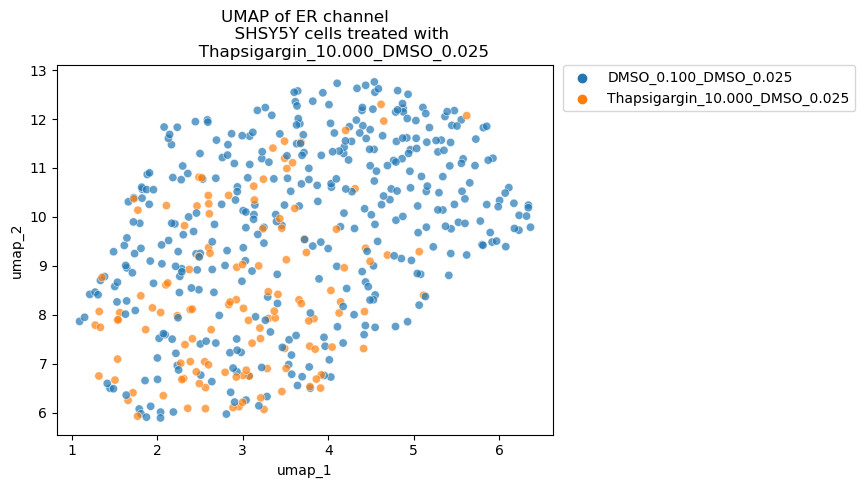 UMAP of ER channel
SHSY5Y cells treated with
Thapsigargin_10.000_DMSO_0.025
DMSO_0.100_DMSO_0.025
Thapsigargin_10.000_DMSO_0.025
13
12
11
10
9
8
7
6
umap_2
1
2
3
4
5
6
umap_1